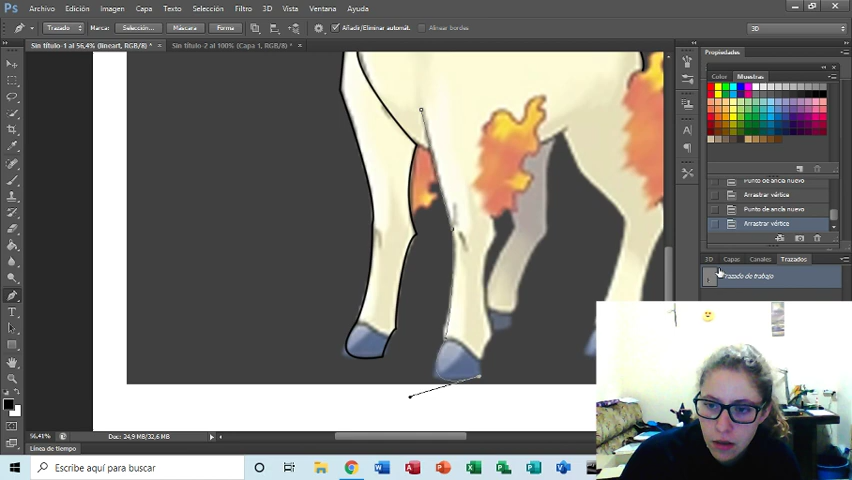 Ps Archivo Edición Imagen Capa Texto Selección Filtro 3D Vista Ventana Ayuda
Trazado Marca: Selección... Máscara Forma Añadir/Eliminar automát. Alinear bordes 3D
Sin título-1 al 56,4% (lineart, RGB/8) * × Sin título-2 al 100% (Capa 1, RGB/8) * ×
Propiedades
Color Muestras
Punto de ancla nuevo
Arrastrar vértice
Punto de ancla nuevo
Arrastrar vértice
3D Capas Canales Trazados
Trazado de trabajo
56,41% Doc: 24,9 MB/32,6 MB
Línea de tiempo
Escribe aquí para buscar